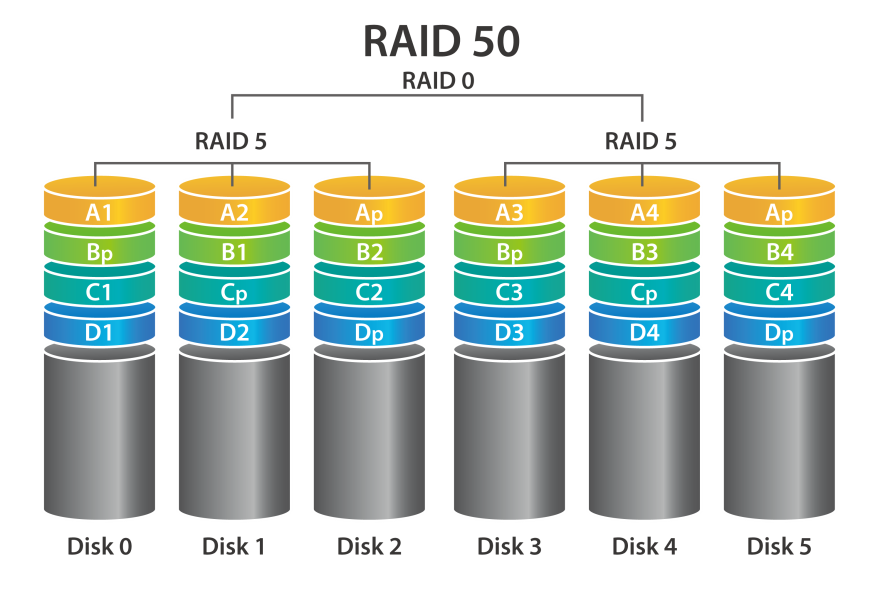 RAID 50
RAID 0
RAID 5 RAID 5
A1 A2 Ap A3 A4 Ap
Bp B1 B2 Bp B3 B4
C1 Cp C2 C3 Cp C4
D1 D2 Dp D3 D4 Dp
Disk 0 Disk 1 Disk 2 Disk 3 Disk 4 Disk 5